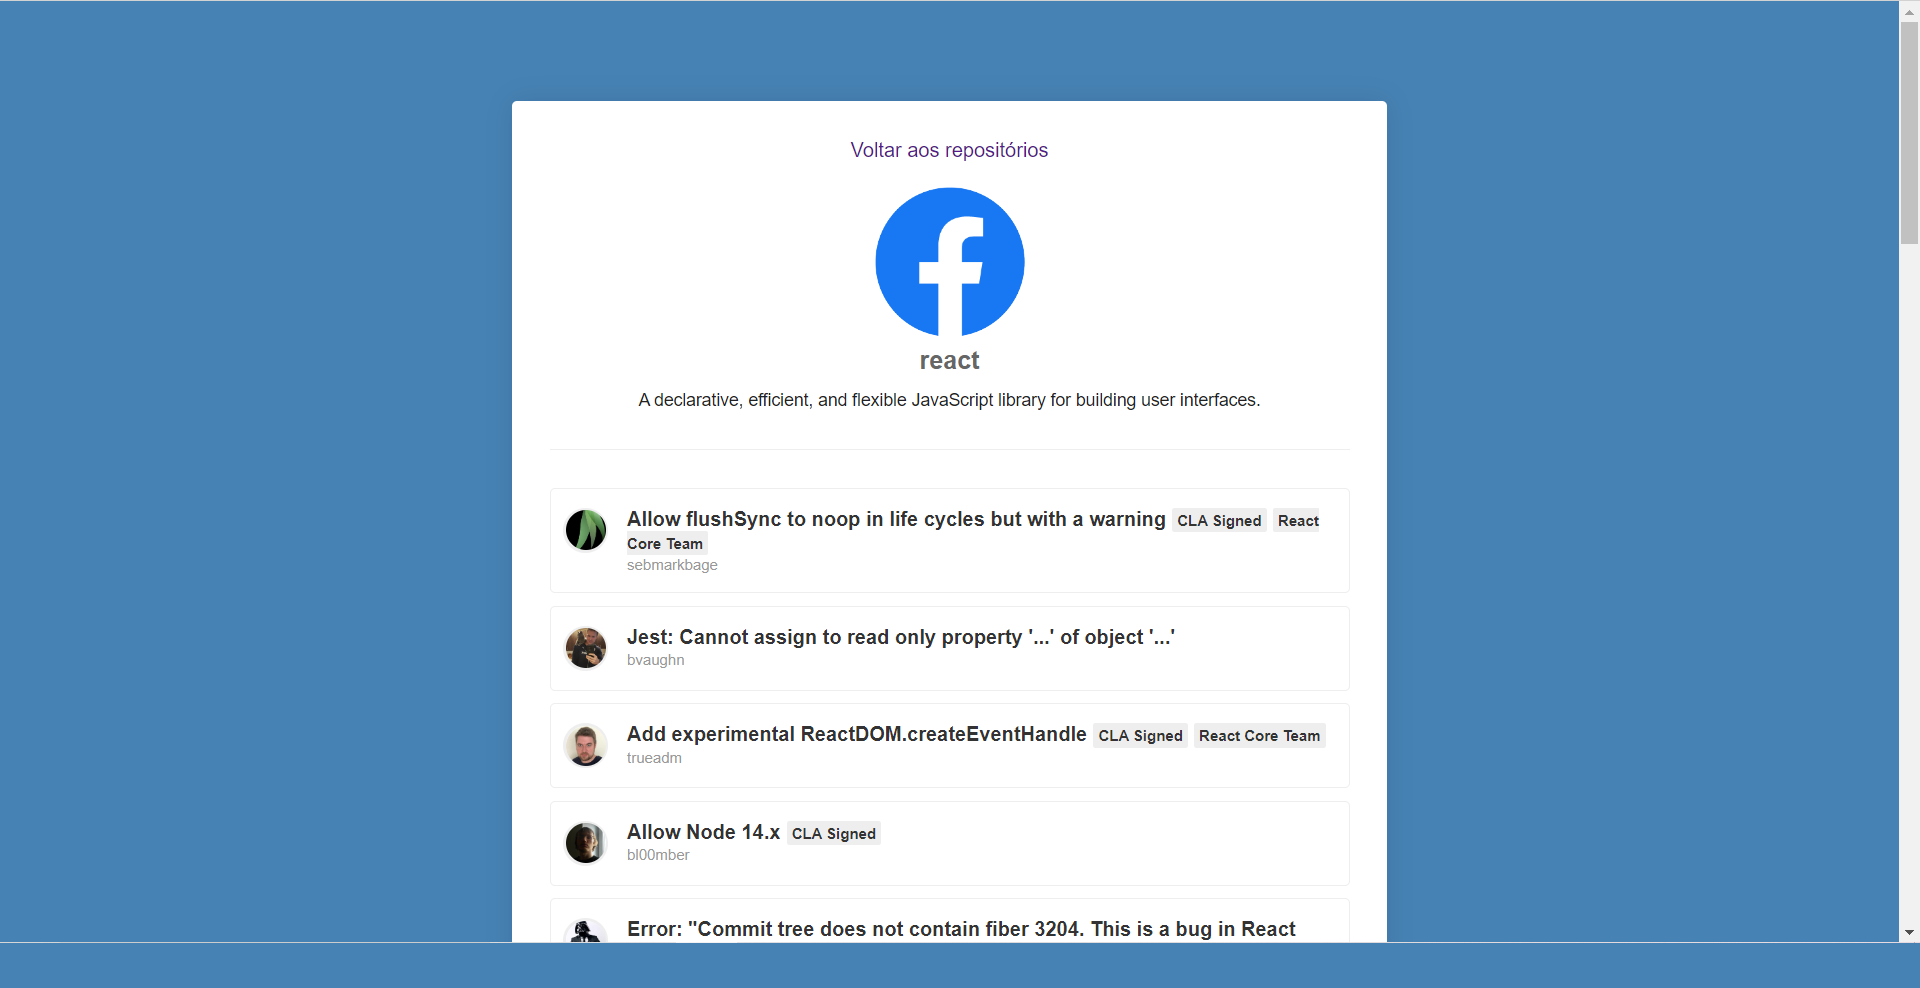 Voltar aos repositórios
react
A declarative, efficient, and flexible JavaScript library for building user interfaces.
Allow flushSync to noop in life cycles but with a warning CLA Signed React
Core Team
sebmarkbage
Jest: Cannot assign to read only property '...' of object '...'
bvaughn
Add experimental ReactDOM.createEventHandle CLA Signed React Core Team
trueadm
Allow Node 14.x CLA Signed
bl00mber
Error: "Commit tree does not contain fiber 3204. This is a bug in React